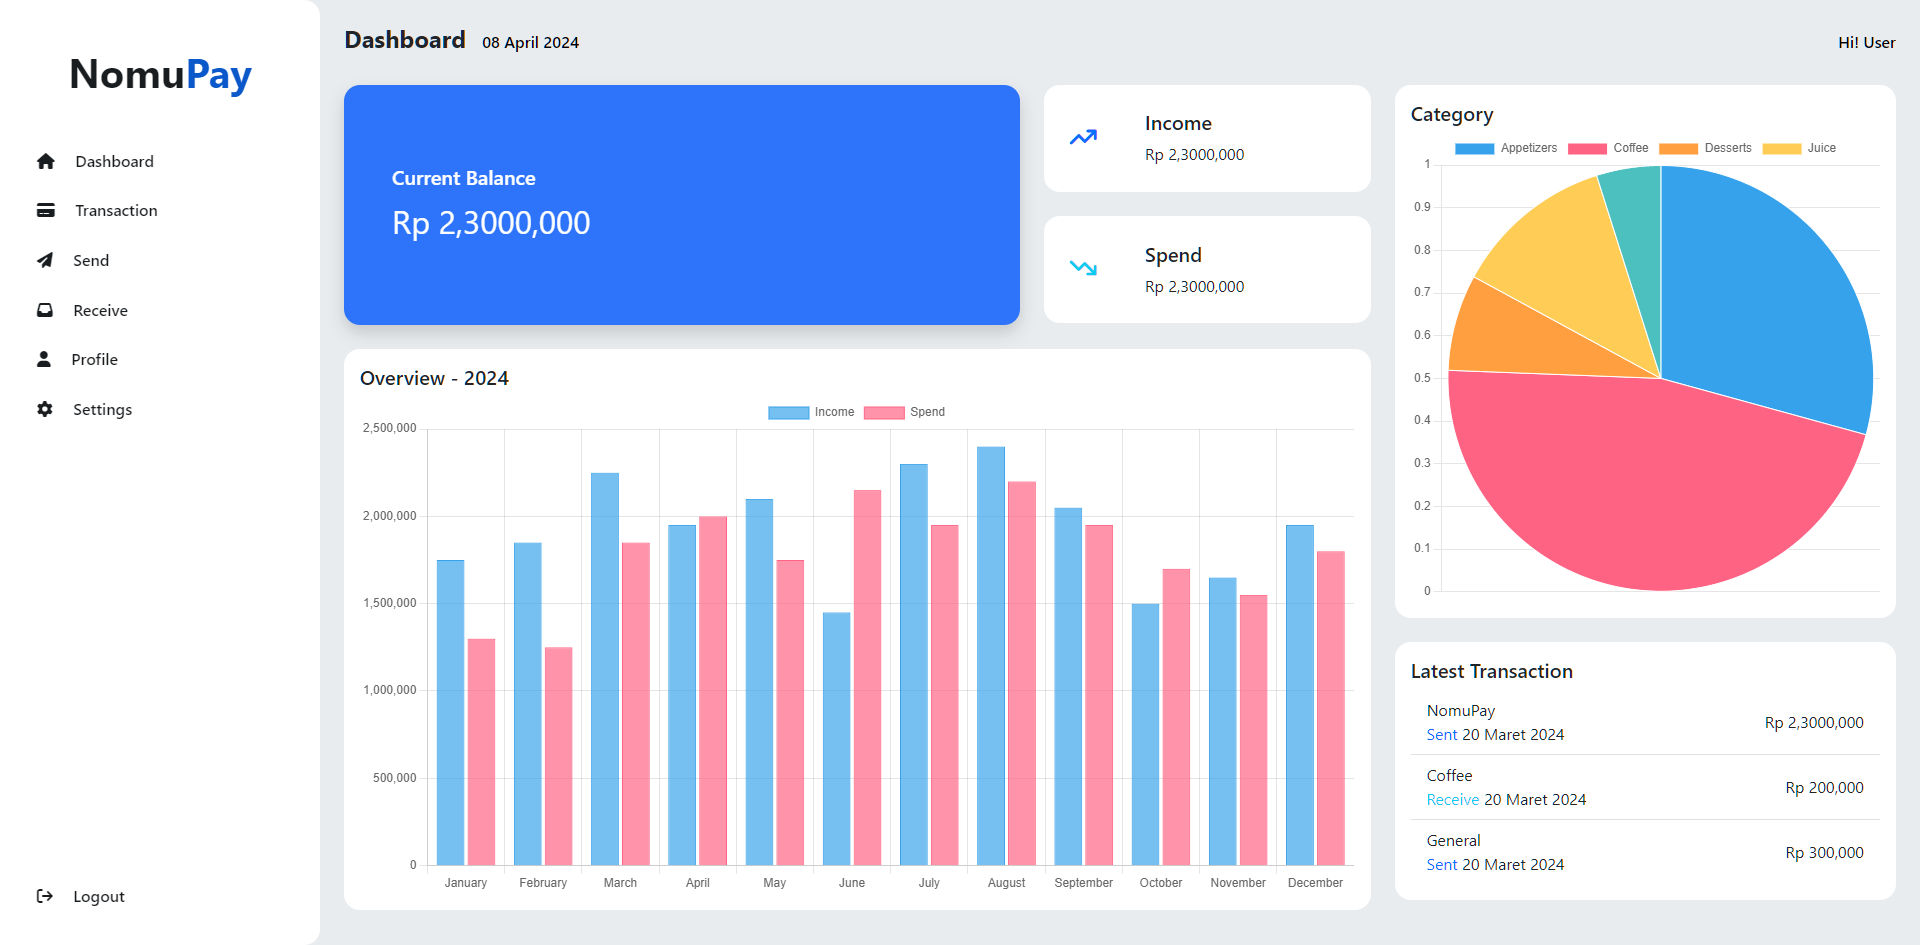 NomuPay
Dashboard
Transaction
Send
Receive
Profile
Settings
Logout
Dashboard 08 April 2024
Hi! User
Current Balance
Rp 2,3000,000
Income
Rp 2,3000,000
Spend
Rp 2,3000,000
Overview - 2024
Income Spend
2,500,000
2,000,000
1,500,000
1,000,000
500,000
0
January February March April May June July August September October November December
Category
Appetizers Coffee Desserts Juice
1
0.9
0.8
0.7
0.6
0.5
0.4
0.3
0.2
0.1
0
Latest Transaction
NomuPay
Sent 20 Maret 2024
Rp 2,3000,000
Coffee
Receive 20 Maret 2024
Rp 200,000
General
Sent 20 Maret 2024
Rp 300,000